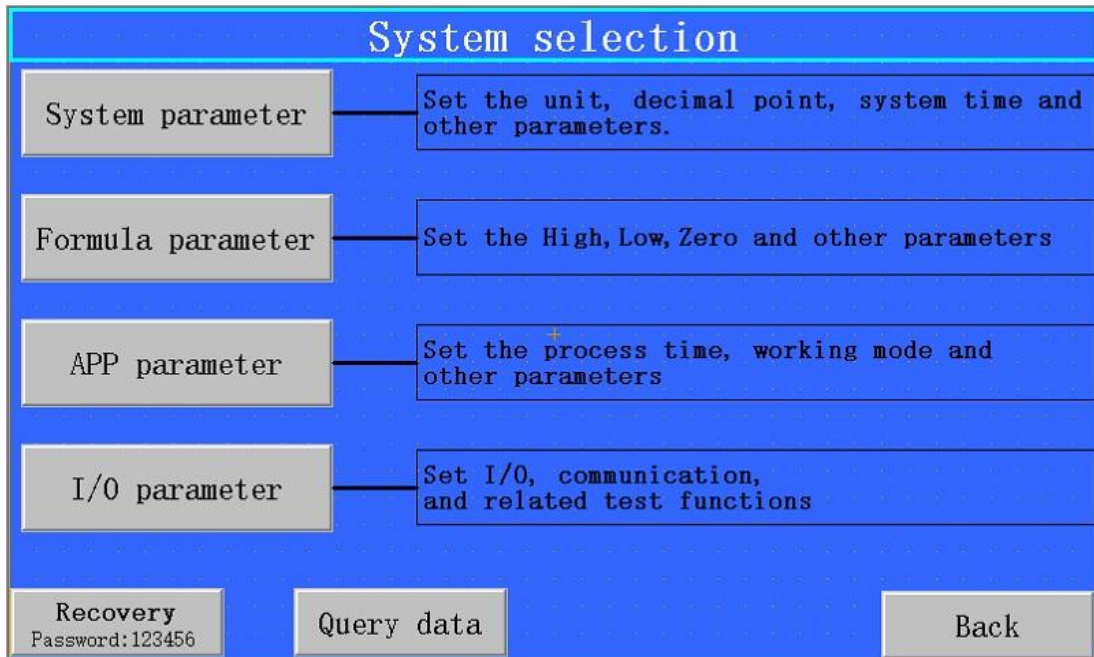 System selection
System parameter
Set the unit, decimal point, system time and
other parameters.
Formula parameter
Set the High,Low,Zero and other parameters
APP parameter
Set the process time, working mode and
other parameters
I/O parameter
Set I/O, communication,
and related test functions
Recovery
Password:123456
Query data
Back